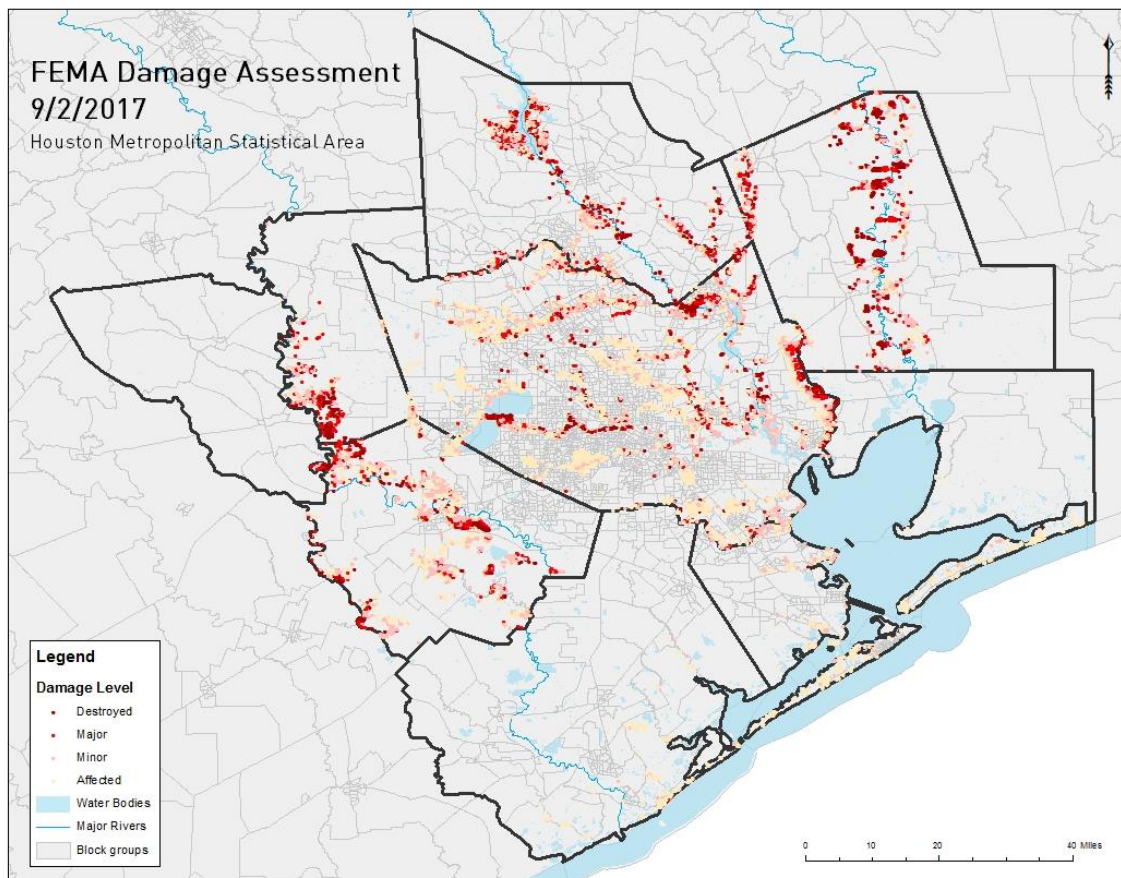 FEMA Damage Assessment
9/2/2017
Houston Metropolitan Statistical Area
Legend
Damage Level
Destroyed
Major
Minor
Affected
Water Bodies
Major Rivers
Block groups
0 10 20 40 Miles